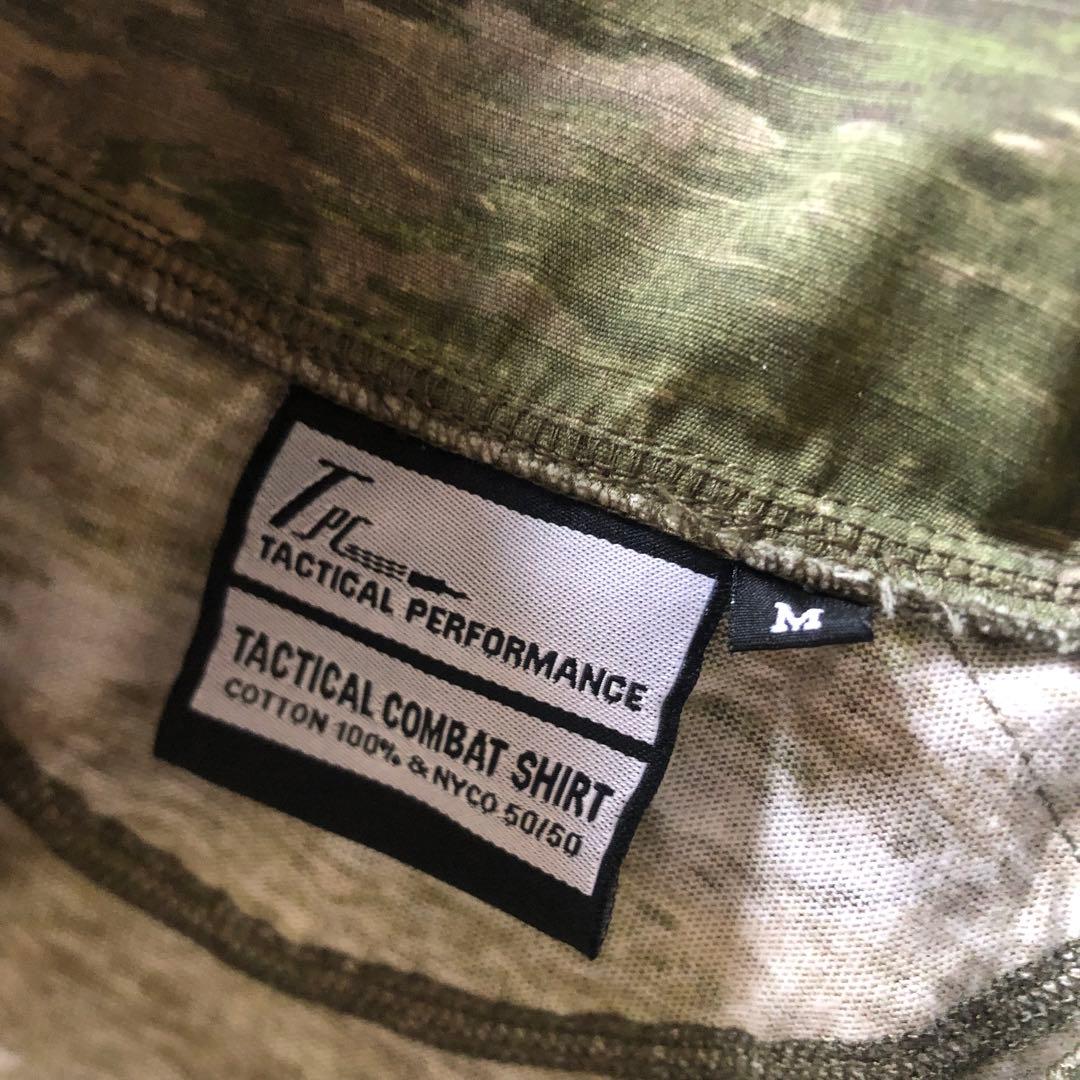 TPC
TACTICAL PERFORMANCE
TACTICAL COMBAT SHIRT
COTTON 100% & NYCO 50/50
M